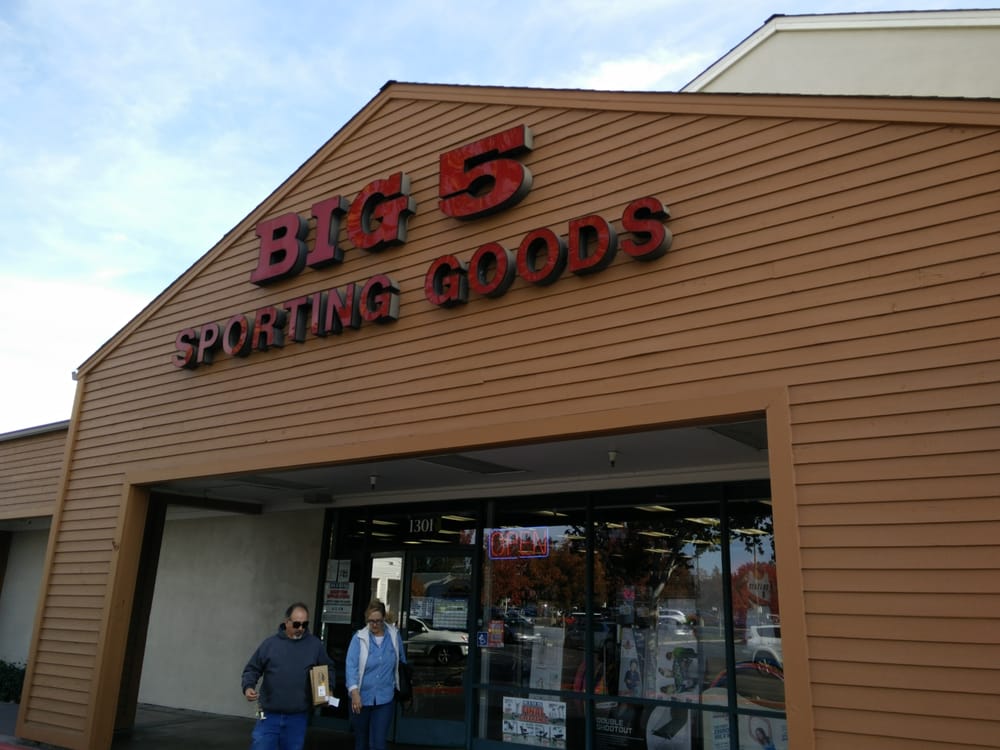 BIG 5
SPORTING GOODS
1301
OPEN
DOUBLE
SHOOTOUT